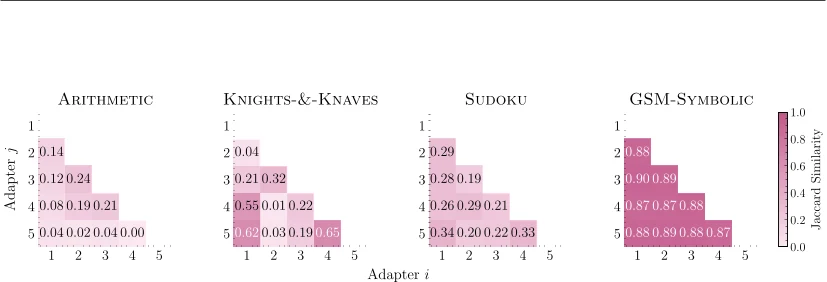 ARITHMETIC
1
2 0.14
3 0.12 0.24
4 0.08 0.19 0.21
5 0.04 0.02 0.04 0.00
1 2 3 4 5
Adapter j
KNIGHTS-&-KNAVES
1
2 0.04
3 0.21 0.32
4 0.55 0.01 0.22
5 0.62 0.03 0.19 0.65
1 2 3 4 5
SUDOKU
1
2 0.29
3 0.28 0.19
4 0.26 0.29 0.21
5 0.34 0.20 0.22 0.33
1 2 3 4 5
GSM-SYMBOLIC
1
2 0.88
3 0.90 0.89
4 0.87 0.87 0.88
5 0.88 0.89 0.88 0.87
1 2 3 4 5
Adapter i
1.0
0.8
0.6
0.4
0.2
0.0
Jaccard Similarity